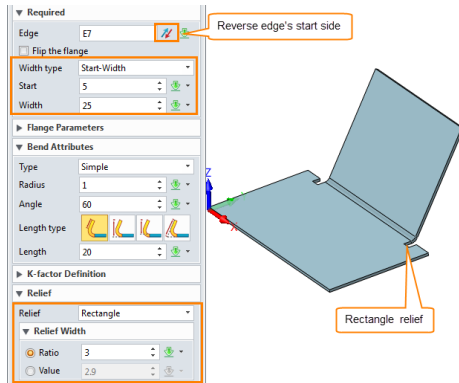 Required
Reverse edge's start side
Edge E7
Flip the flange
Width type Start-Width
Start 5
Width 25
Flange Parameters
Bend Attributes
Type Simple
Radius 1
Angle 60
Length type
Length 20
K-factor Definition
Relief
Relief Rectangle
Relief Width
Ratio 3
Value 2.9
Z
X
Rectangle relief